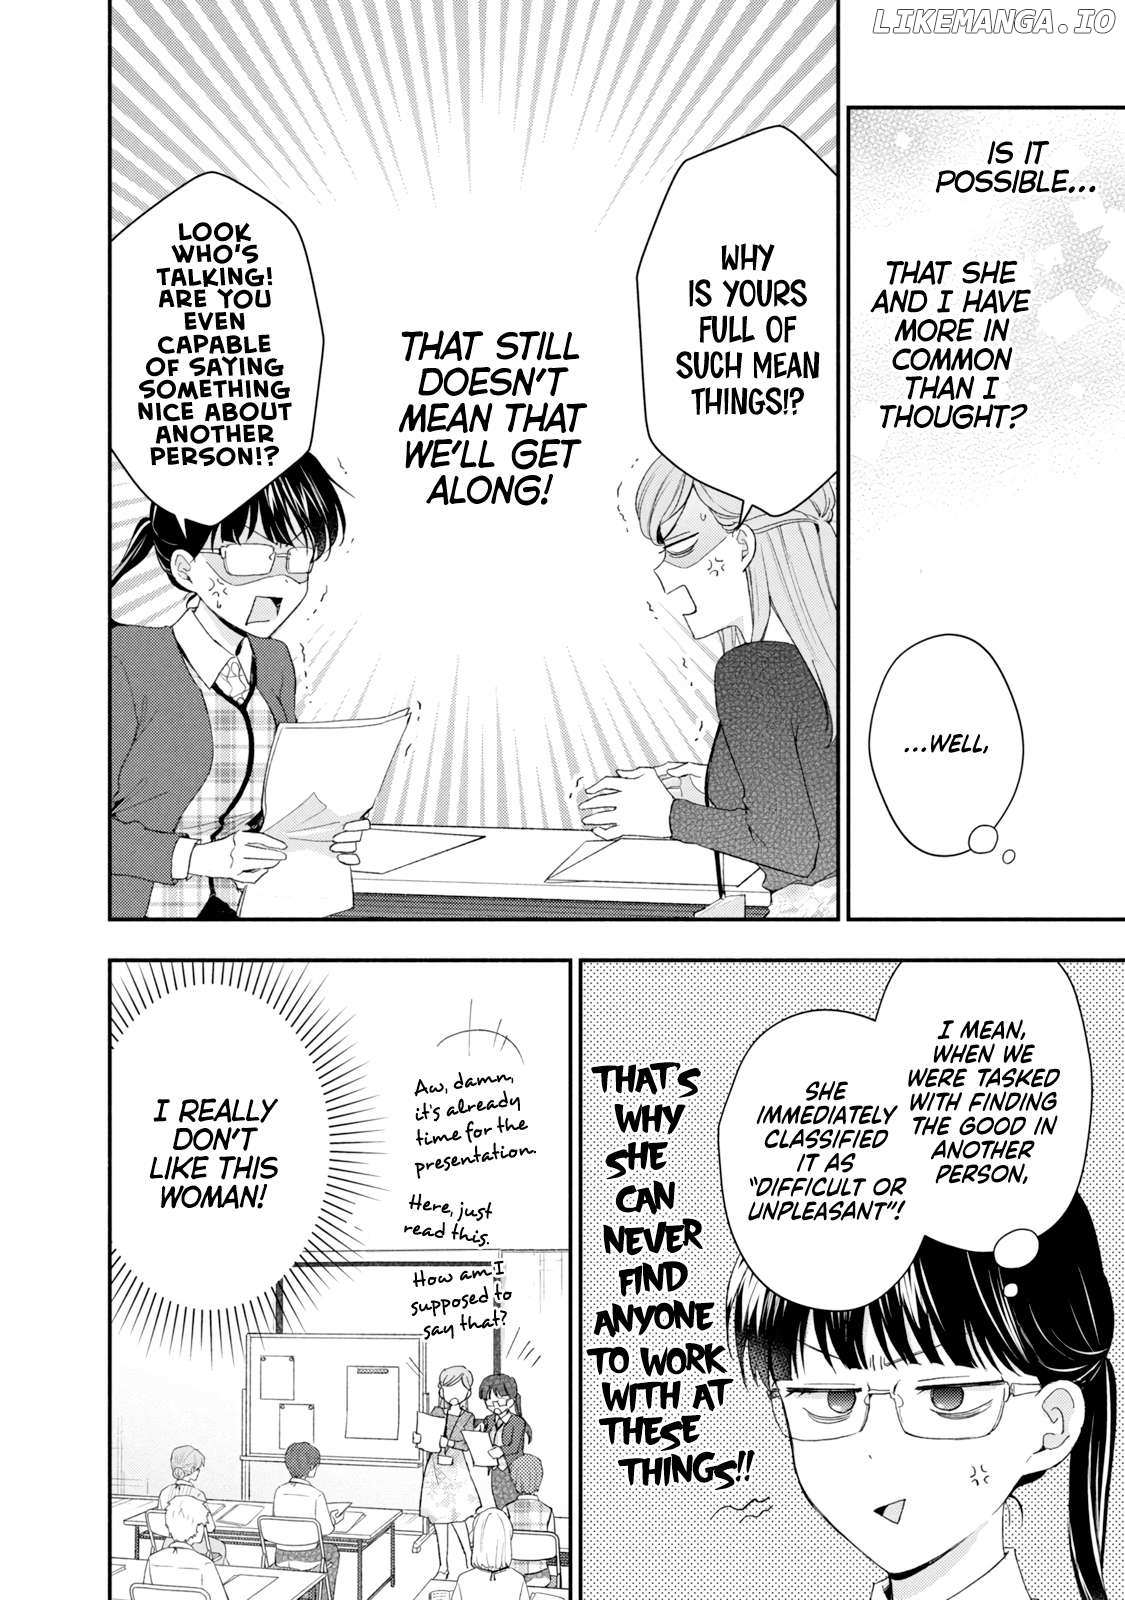 LIKEMANGA.IO
IS IT
POSSIBLE...
THAT SHE
AND I HAVE
MORE IN
COMMON
THAN I
THOUGHT?
...WELL,
WHY
IS YOURS
FULL OF
SUCH MEAN
THINGS!?
THAT STILL
DOESN'T
MEAN THAT
WE'LL GET
ALONG!
LOOK
WHO'S
TALKING!
ARE YOU
EVEN
CAPABLE
OF SAYING
SOMETHING
NICE ABOUT
ANOTHER
PERSON!?
I MEAN,
WHEN WE
WERE TASKED
WITH FINDING
THE GOOD IN
ANOTHER
PERSON,
SHE
IMMEDIATELY
CLASSIFIED
IT AS
"DIFFICULT OR
UNPLEASANT"!
THAT'S
WHY
SHE
CAN
NEVER
FIND
ANYONE
TO WORK
WITH AT
THESE
THINGS!!
Aw, damn,
it's already
time for the
presentation.
Here, just
read this.
How am I
supposed to
say that?
I REALLY
DON'T
LIKE THIS
WOMAN!